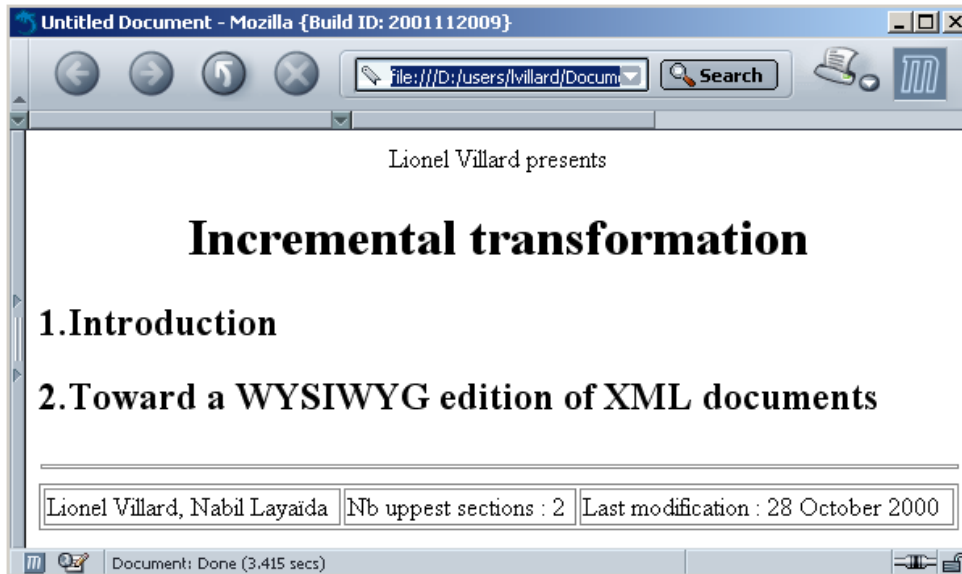 Untitled Document - Mozilla {Build ID: 2001112009}
file:///D:/users/lvillard/Docum
Search
Lionel Villard presents
Incremental transformation
1.Introduction
2.Toward a WYSIWYG edition of XML documents
Lionel Villard, Nabil Layaïda Nb uppest sections : 2 Last modification : 28 October 2000
Document: Done (3.415 secs)